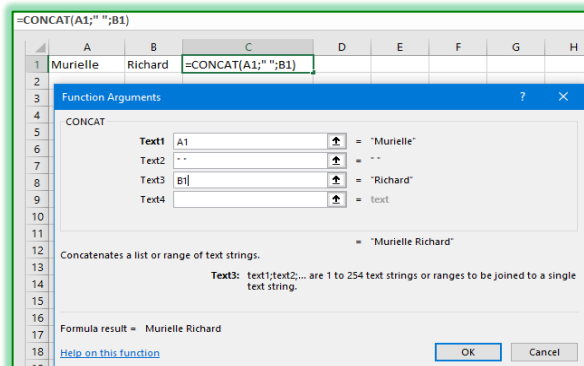 =CONCAT(A1;" ";B1)
A B C D E F G H
1 Murielle Richard =CONCAT(A1;" ";B1)
2
3
Function Arguments ? ×
4
5
CONCAT
6
Text1 A1 = "Murielle"
7
Text2 " " = " "
8
Text3 B1 = "Richard"
9
Text4 = text
10
11
= "Murielle Richard"
12
Concatenates a list or range of text strings.
13
Text3: text1;text2;... are 1 to 254 text strings or ranges to be joined to a single
14
text string.
15
16
Formula result = Murielle Richard
17
18
Help on this function OK Cancel